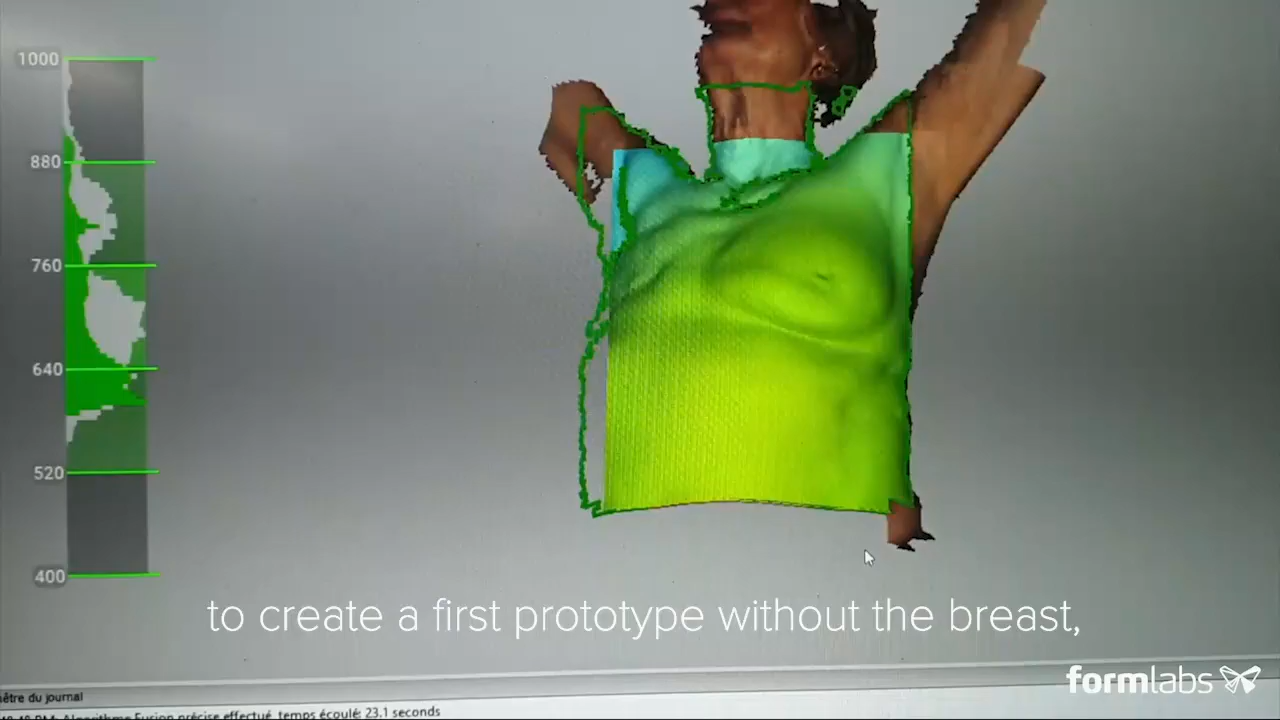 1000
880
760
640
520
400
to create a first prototype without the breast,
formlabs
être du journal
PM: Algorithme Fusion précise effectué, temps écoulé: 23,1 seconds